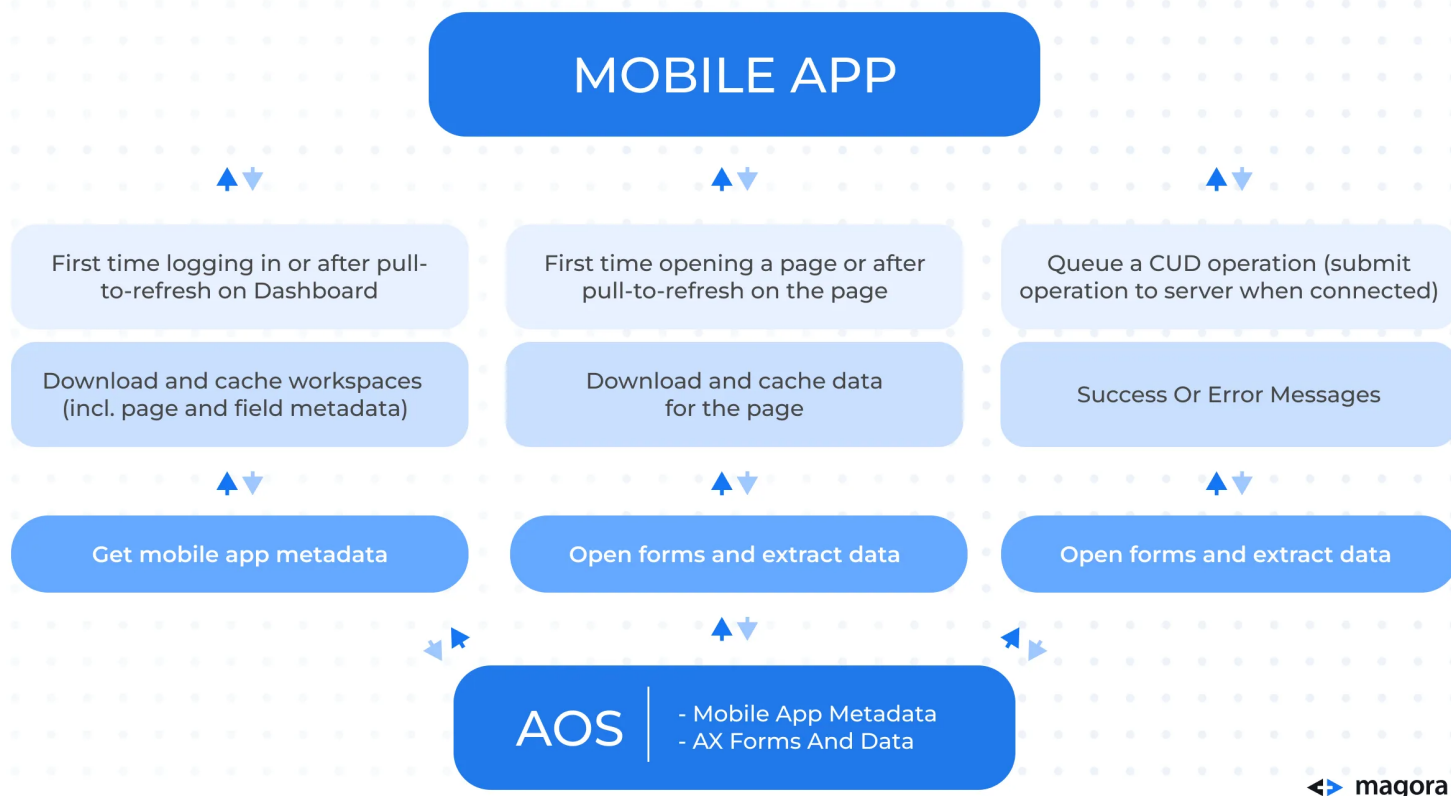 MOBILE APP
First time logging in or after pull-
to-refresh on Dashboard
First time opening a page or after
pull-to-refresh on the page
Queue a CUD operation (submit
operation to server when connected)
Download and cache workspaces
(incl. page and field metadata)
Download and cache data
for the page
Success Or Error Messages
Get mobile app metadata
Open forms and extract data
Open forms and extract data
AOS
- Mobile App Metadata
- AX Forms And Data
magora